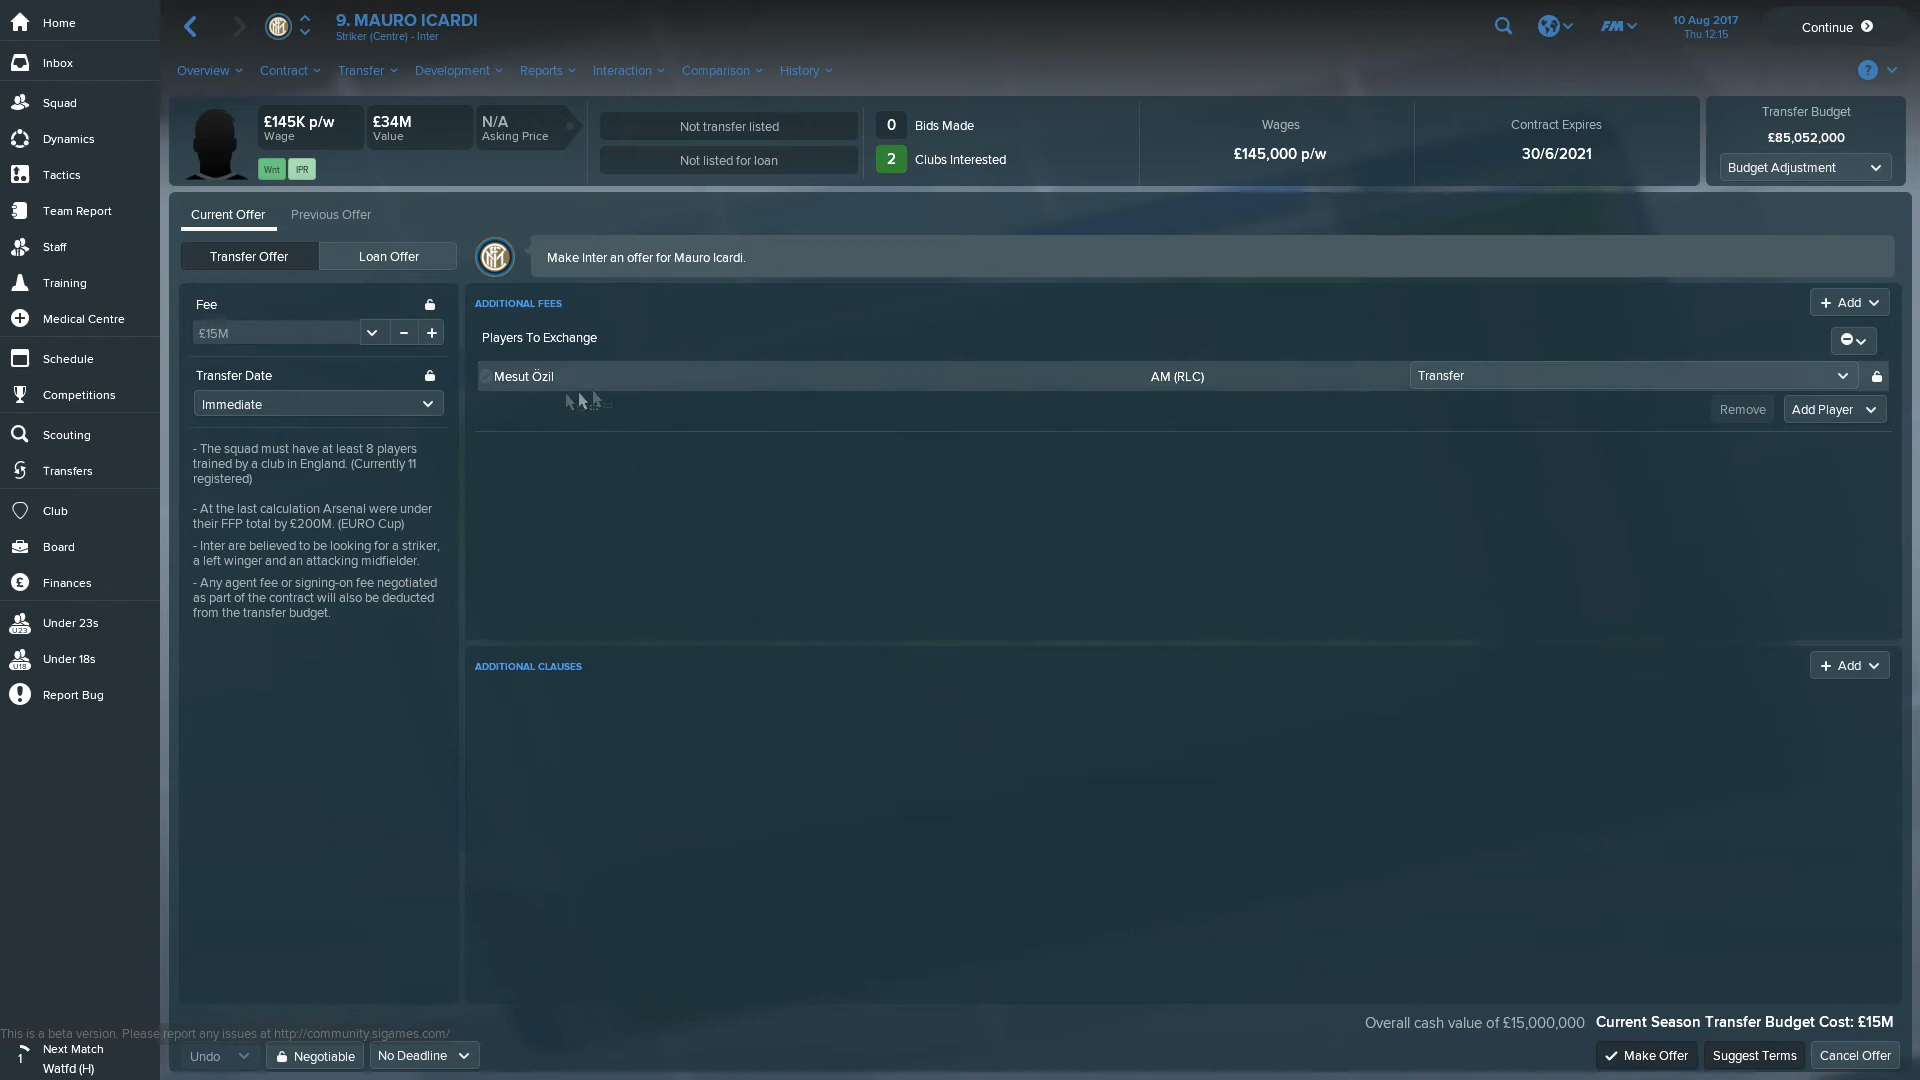 Home
Inbox
Squad
Dynamics
Tactics
Team Report
Staff
Training
Medical Centre
Schedule
Competitions
Scouting
Transfers
Club
Board
Finances
U23
Under 23s
U18
Under 18s
Report Bug
9. MAURO ICARDI
Striker (Centre) - Inter
FM
10 Aug 2017
Thu 12:15
Continue
Overview
Contract
Transfer
Development
Reports
Interaction
Comparison
History
?
£145K p/w
Wage
£34M
Value
N/A
Asking Price
Wnt
IPR
Not transfer listed
Not listed for loan
0 Bids Made
2 Clubs Interested
Wages
£145,000 p/w
Contract Expires
30/6/2021
Transfer Budget
£85,052,000
Budget Adjustment
Current Offer
Previous Offer
Transfer Offer
Loan Offer
Make Inter an offer for Mauro Icardi.
Fee
£15M
Transfer Date
Immediate
- The squad must have at least 8 players
trained by a club in England. (Currently 11
registered)
- At the last calculation Arsenal were under
their FFP total by £200M. (EURO Cup)
- Inter are believed to be looking for a striker,
a left winger and an attacking midfielder.
- Any agent fee or signing-on fee negotiated
as part of the contract will also be deducted
from the transfer budget.
ADDITIONAL FEES
+ Add
Players To Exchange
Mesut Özil
AM (RLC)
Transfer
Remove
Add Player
ADDITIONAL CLAUSES
+ Add
This is a beta version. Please report any issues at http://community.sigames.com/
1
Next Match
Watfd (H)
Undo
Negotiable
No Deadline
Overall cash value of £15,000,000
Current Season Transfer Budget Cost: £15M
Make Offer
Suggest Terms
Cancel Offer